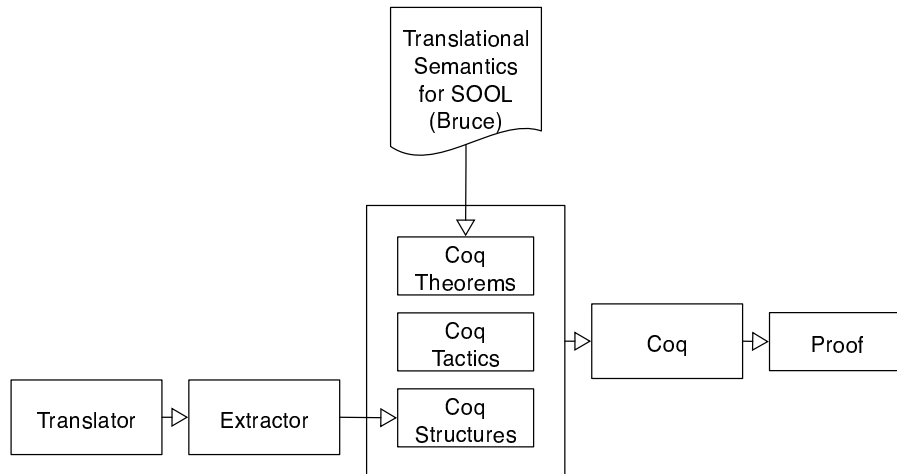 Translational
Semantics
for SOOL
(Bruce)
Coq
Theorems
Coq
Tactics
Coq
Structures
Translator
Extractor
Coq
Proof